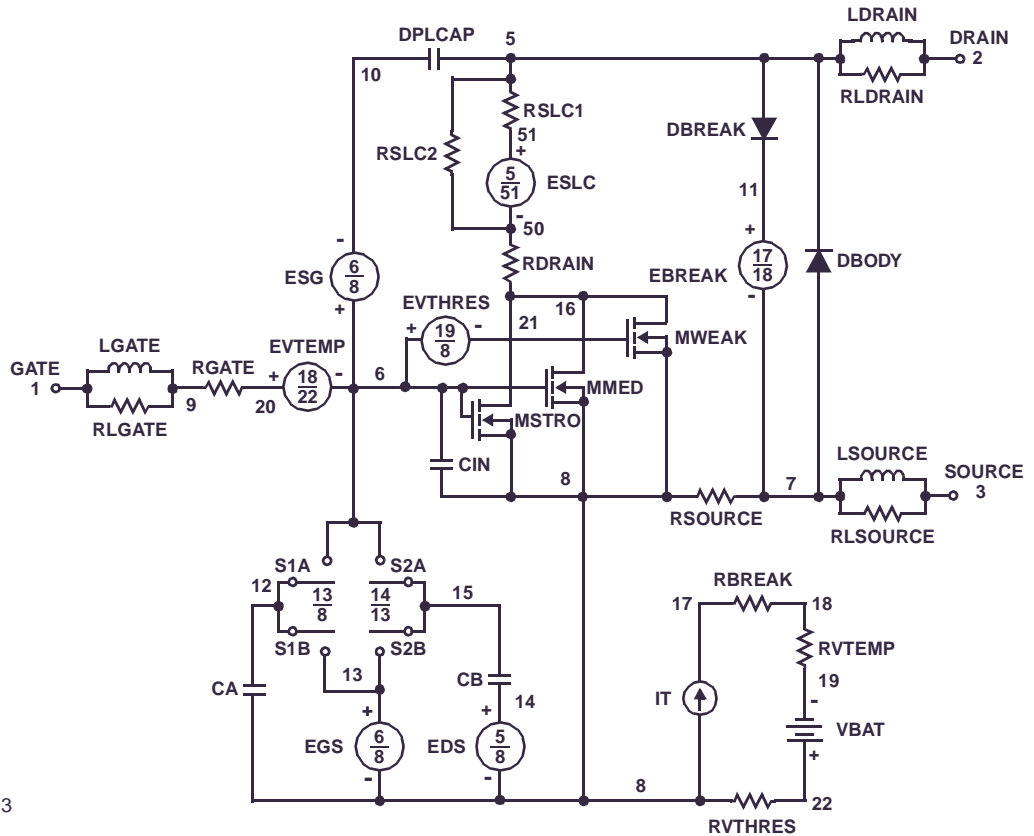 LDRAIN
DPLCAP
5
DRAIN
2
10
RLDRAIN
RSLC1
DBREAK
51
+
RSLC2
5
51
ESLC
11
-
50
-
+
17
18
DBODY
RDRAIN
EBREAK
6
8
ESG
-
EVTHRES
16
+
21
+
19
8
-
MWEAK
LGATE
EVTEMP
GATE
1
RGATE
+
18
22
-
6
MMED
9
20
MSTRO
RLGATE
LSOURCE
CIN
8
7
SOURCE
3
RSOURCE
RLSOURCE
S1A
S2A
12
13
8
14
13
15
RBREAK
17
18
S1B
S2B
RVTEMP
13
CB
19
CA
14
IT
-
+
+
VBAT
EGS
6
8
EDS
5
8
+
-
-
8
22
3
RVTHRES